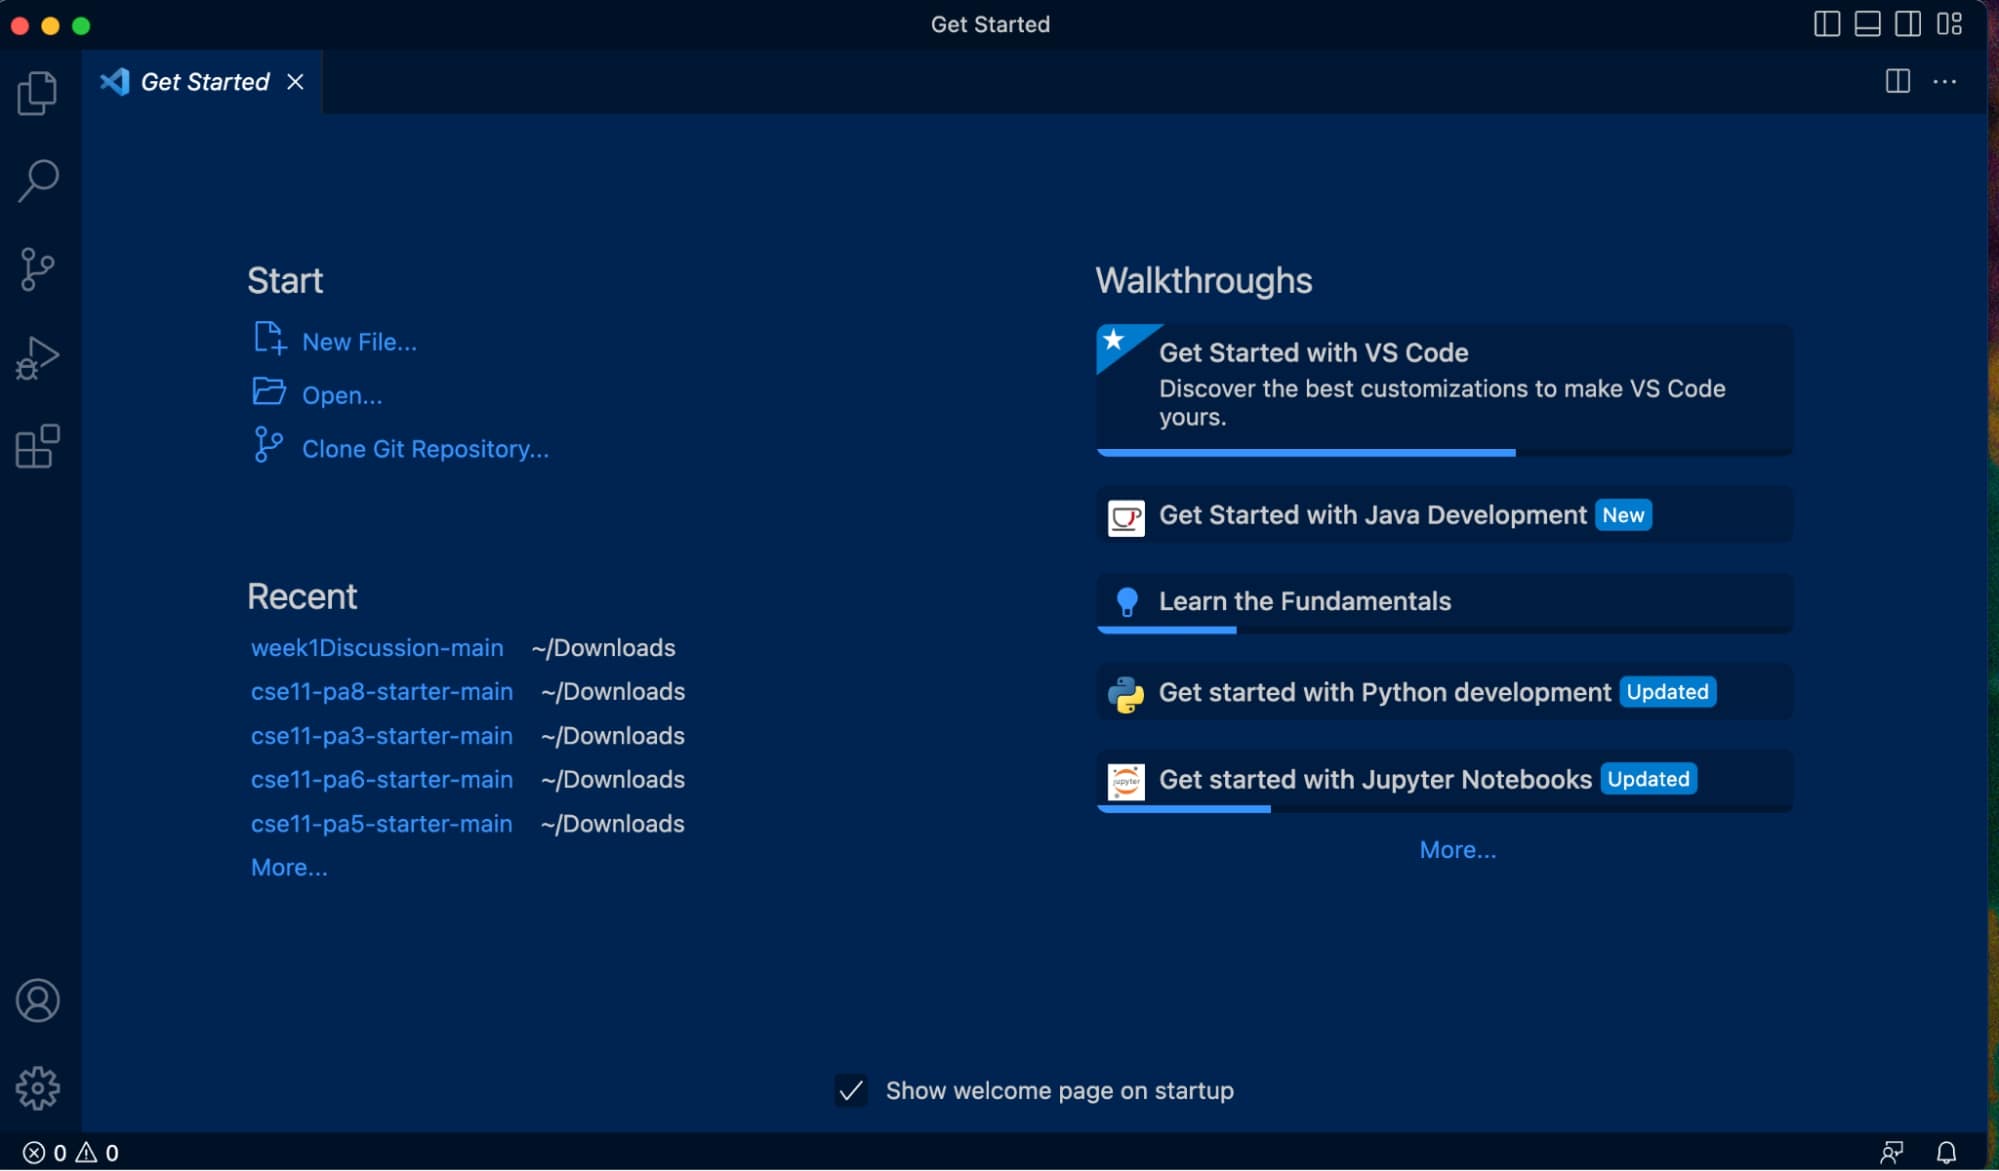 Get Started
Get Started
Start
New File...
Open...
Clone Git Repository...
Recent
week1Discussion-main ~/Downloads
cse11-pa8-starter-main ~/Downloads
cse11-pa3-starter-main ~/Downloads
cse11-pa6-starter-main ~/Downloads
cse11-pa5-starter-main ~/Downloads
More...
Walkthroughs
Get Started with VS Code
Discover the best customizations to make VS Code
yours.
Get Started with Java Development New
Learn the Fundamentals
Get started with Python development Updated
jupyter
Get started with Jupyter Notebooks Updated
More...
Show welcome page on startup
0 0